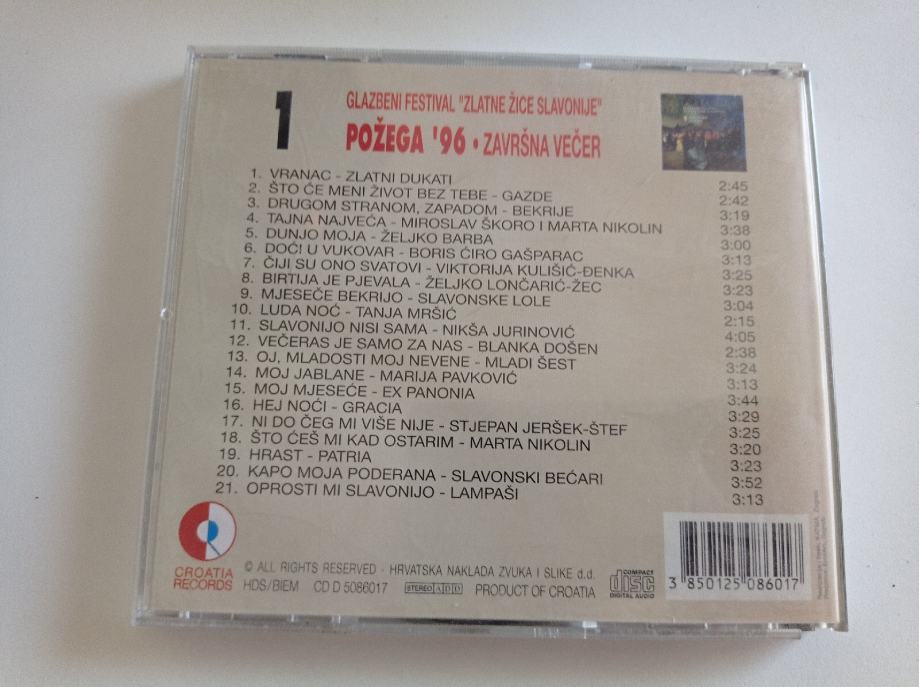 1
GLAZBENI FESTIVAL "ZLATNE ŽICE SLAVONIJE"
POŽEGA '96 • ZAVRŠNA VEČER
1. VRANAC - ZLATNI DUKATI 2:45
2. ŠTO ĆE MENI ŽIVOT BEZ TEBE - GAZDE 2:42
3. DRUGOM STRANOM, ZAPADOM - BEKRIJE 3:19
4. TAJNA NAJVEĆA - MIROSLAV ŠKORO I MARTA NIKOLIN 3:38
5. DUNJO MOJA - ŽELJKO BARBA 3:00
6. DOĆI U VUKOVAR - BORIS ĆIRO GAŠPARAC 3:13
7. ČIJI SU ONO SVATOVI - VIKTORIJA KULIŠIĆ-ĐENKA 3:25
8. BIRTIJA JE PJEVALA - ŽELJKO LONČARIĆ-ŽEC 3:23
9. MJESEČE BEKRIJO - SLAVONSKE LOLE 3:04
10. LUDA NOĆ - TANJA MRŠIĆ 2:15
11. SLAVONIJO NISI SAMA - NIKŠA JURINOVIĆ 4:05
12. VEČERAS JE SAMO ZA NAS - BLANKA DOŠEN 2:38
13. OJ, MLADOSTI MOJ NEVENE - MLADI ŠEST 3:24
14. MOJ JABLANE - MARIJA PAVKOVIĆ 3:13
15. MOJ MJESEČE - EX PANONIA 3:44
16. HEJ NOĆI - GRACIA 3:29
17. NI DO ČEG MI VIŠE NIJE - STJEPAN JERŠEK-ŠTEF 3:25
18. ŠTO ĆEŠ MI KAD OSTARIM - MARTA NIKOLIN 3:20
19. HRAST - PATRIA 3:23
20. KAPO MOJA PODERANA - SLAVONSKI BEĆARI 3:52
21. OPROSTI MI SLAVONIJO - LAMPAŠI 3:13
CROATIA
RECORDS
© ALL RIGHTS RESERVED - HRVATSKA NAKLADA ZVUKA I SLIKE d.d.
HDS/BIEM CD D 5086017 STEREO ADD PRODUCT OF CROATIA
COMPACT
disc
DIGITAL AUDIO
3 850125 086017